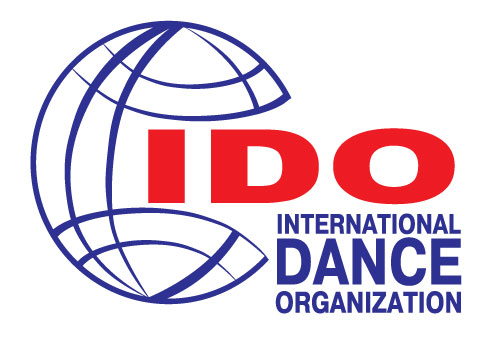 IDO
INTERNATIONAL
DANCE
ORGANIZATION